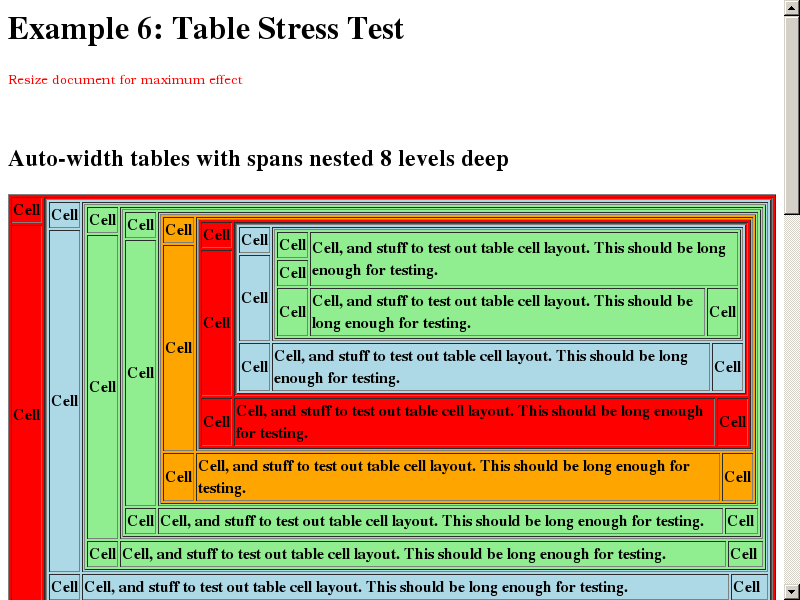 Example 6: Table Stress Test
Resize document for maximum effect
Auto-width tables with spans nested 8 levels deep
Cell
Cell
Cell
Cell
Cell
Cell
Cell
Cell
Cell, and stuff to test out table cell layout. This should be long
enough for testing.
Cell
Cell
Cell, and stuff to test out table cell layout. This should be
long enough for testing.
Cell
Cell
Cell
Cell, and stuff to test out table cell layout. This should be long
enough for testing.
Cell
Cell
Cell
Cell, and stuff to test out table cell layout. This should be long enough
for testing.
Cell
Cell
Cell
Cell, and stuff to test out table cell layout. This should be long enough for
testing.
Cell
Cell
Cell
Cell, and stuff to test out table cell layout. This should be long enough for testing.
Cell
Cell
Cell
Cell, and stuff to test out table cell layout. This should be long enough for testing.
Cell
Cell
Cell
Cell, and stuff to test out table cell layout. This should be long enough for testing.
Cell
Cell